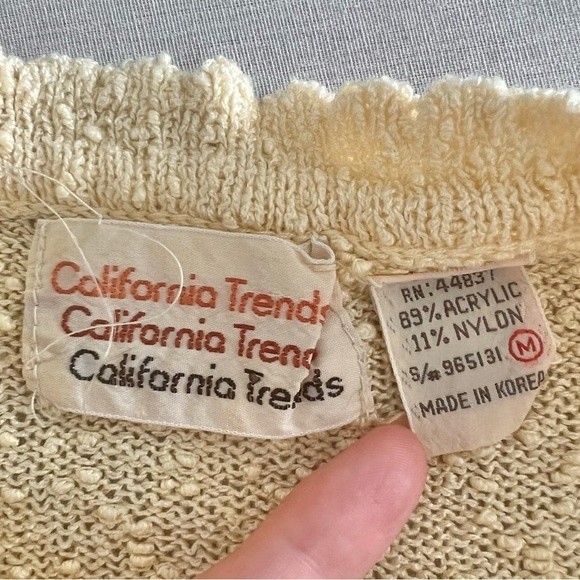 California Trends
California Trends
California Trends
RN: 44837
89% ACRYLIC
11% NYLON
S/# 965131 M
MADE IN KOREA